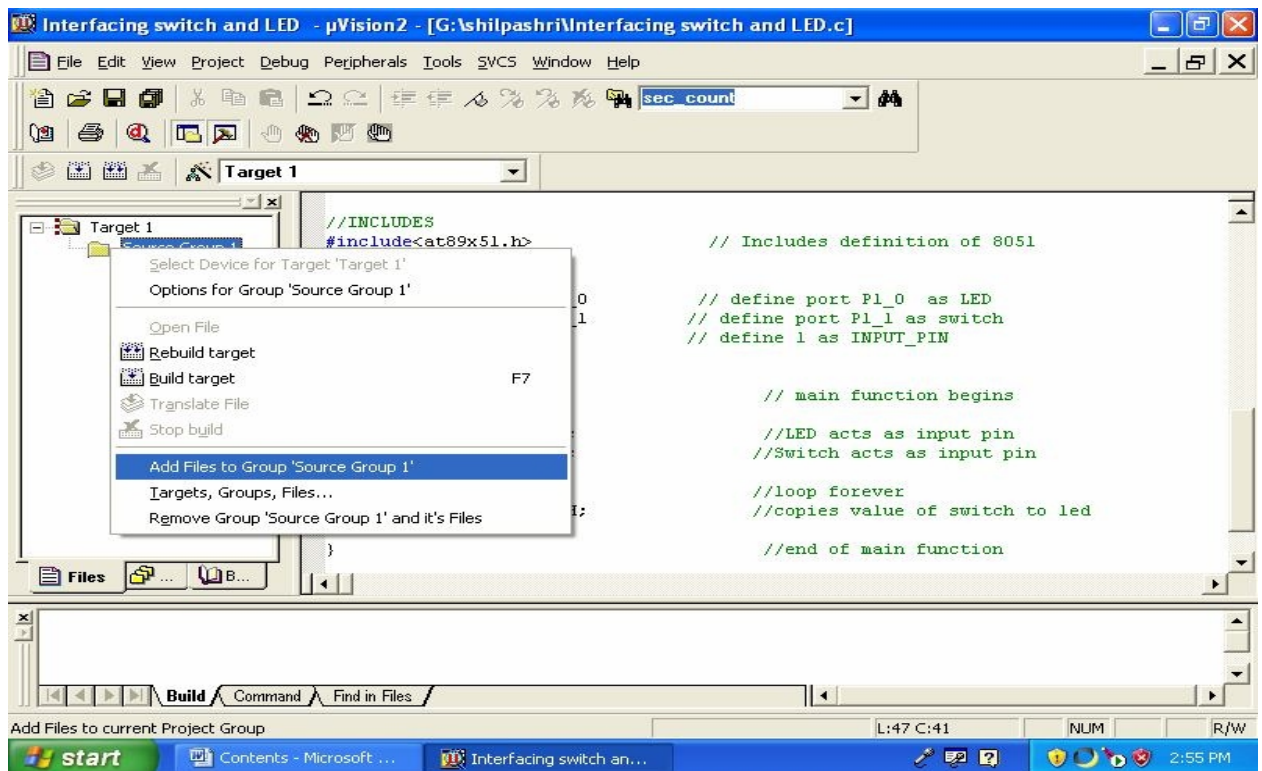 Interfacing switch and LED - µVision2 - [G:\shilpashri\Interfacing switch and LED.c]
File Edit View Project Debug Peripherals Tools SVCS Window Help
sec_count
Target 1
Target 1
Source Group 1
Select Device for Target 'Target 1'
Options for Group 'Source Group 1'
Open File
Rebuild target
Build target F7
Translate File
Stop build
Add Files to Group 'Source Group 1'
Targets, Groups, Files...
Remove Group 'Source Group 1' and it's Files
//INCLUDES
#include<at89x51.h> // Includes definition of 8051
_0 // define port P1_0 as LED
_1 // define port P1_1 as switch
// define 1 as INPUT_PIN
// main function begins
; //LED acts as input pin
; //Switch acts as input pin
//loop forever
; //copies value of switch to led
} //end of main function
Files ... B...
Build Command Find in Files
Add Files to current Project Group L:47 C:41 NUM R/W
start Contents - Microsoft ... Interfacing switch an... 2:55 PM